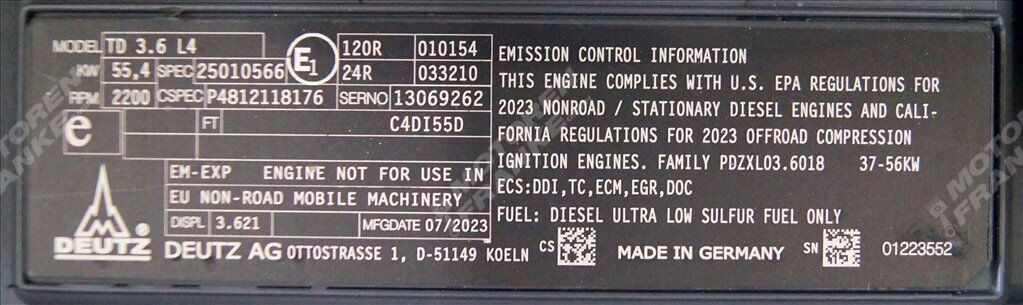 MODEL TD 3.6 L4
KW 55,4 SPEC 25010566
RPM 2200 CSPEC P4812118176
E1
120R 010154
24R 033210
SERNO 13069262
e
FT C4DI55D
EM-EXP ENGINE NOT FOR USE IN
EU NON-ROAD MOBILE MACHINERY
DISPL 3.621 MFGDATE 07/2023
DEUTZ
DEUTZ AG OTTOSTRASSE 1, D-51149 KOELN
EMISSION CONTROL INFORMATION
THIS ENGINE COMPLIES WITH U.S. EPA REGULATIONS FOR
2023 NONROAD / STATIONARY DIESEL ENGINES AND CALI-
FORNIA REGULATIONS FOR 2023 OFFROAD COMPRESSION
IGNITION ENGINES. FAMILY PDZXL03.6018 37-56KW
ECS:DDI,TC,ECM,EGR,DOC
FUEL: DIESEL ULTRA LOW SULFUR FUEL ONLY
CS MADE IN GERMANY SN 01223552